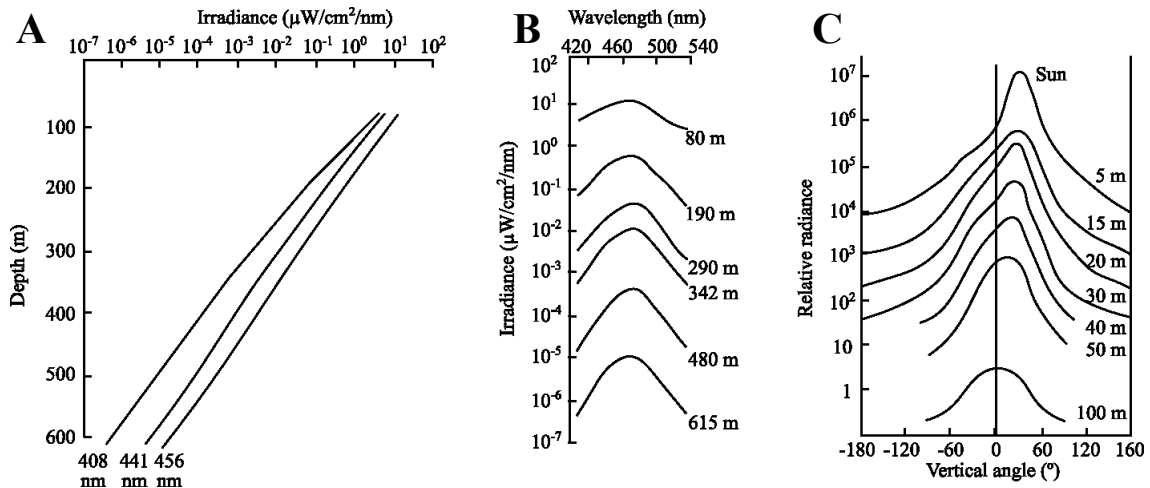 A
Irradiance (μW/cm²/nm)
10⁻⁷ 10⁻⁶ 10⁻⁵ 10⁻⁴ 10⁻³ 10⁻² 10⁻¹ 10⁰ 10¹ 10²
Depth (m)
100
200
300
400
500
600
408 441 456
nm nm nm
B
Wavelength (nm)
420 460 500 540
Irradiance (μW/cm²/nm)
10²
10¹
10⁰
10⁻¹
10⁻²
10⁻³
10⁻⁴
10⁻⁵
10⁻⁶
10⁻⁷
80 m
190 m
290 m
342 m
480 m
615 m
C
Sun
Relative radiance
10⁷
10⁶
10⁵
10⁴
10³
10²
10
1
5 m
15 m
20 m
30 m
40 m
50 m
100 m
-180 -120 -60 0 60 120 160
Vertical angle (º)